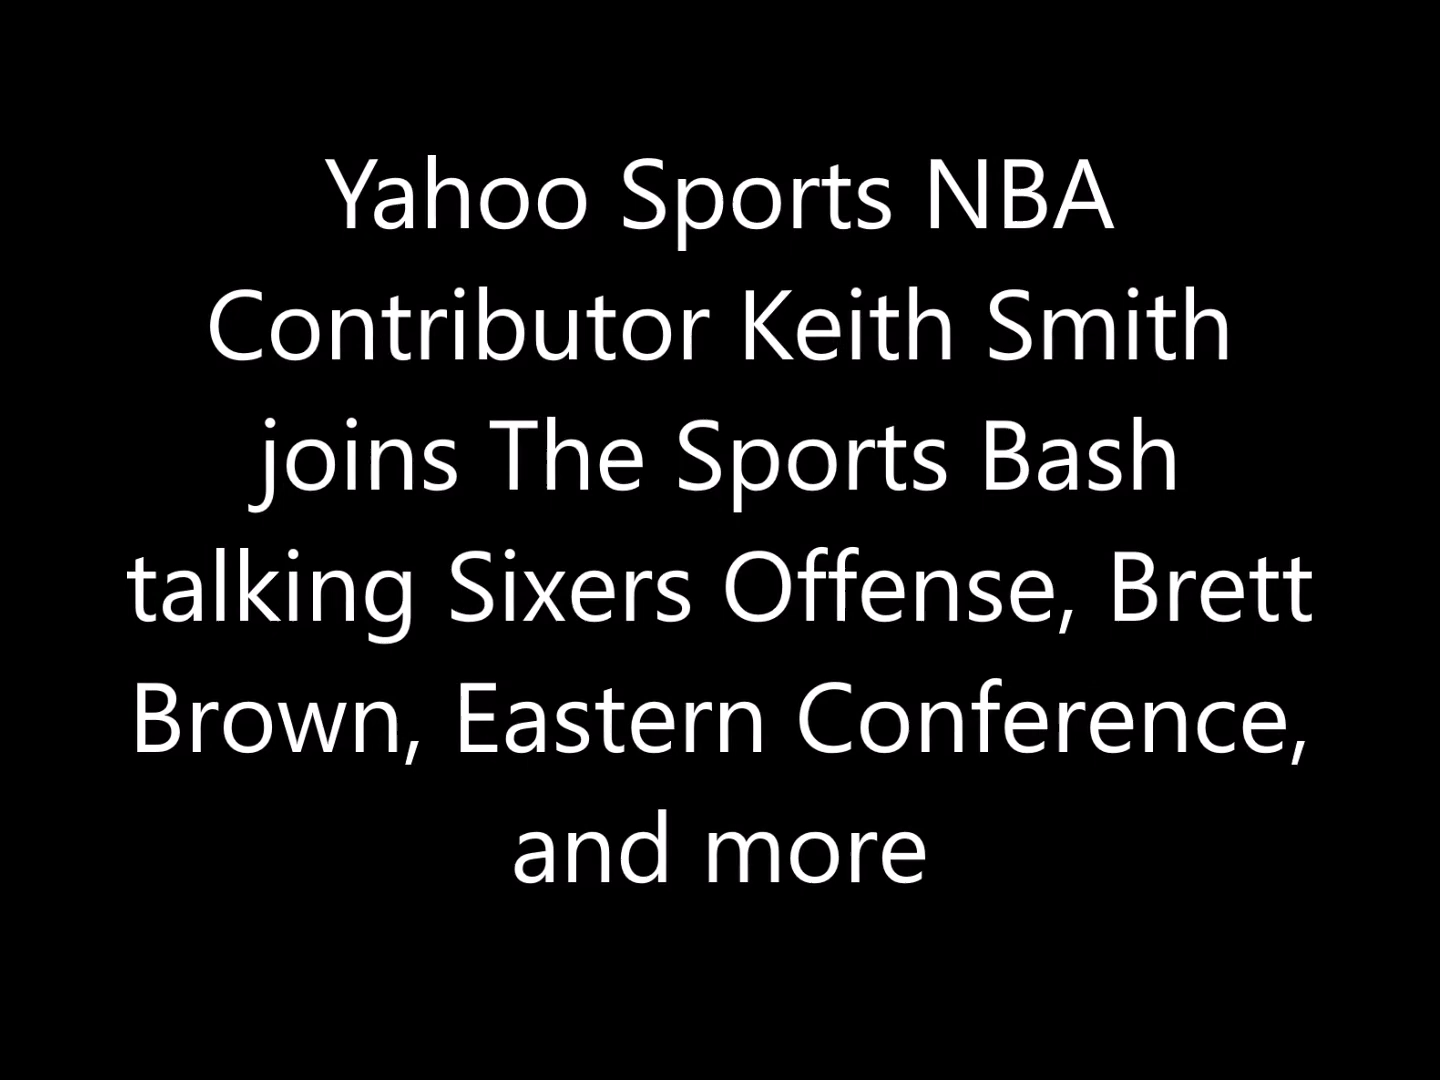 Yahoo Sports NBA
Contributor Keith Smith
joins The Sports Bash
talking Sixers Offense, Brett
Brown, Eastern Conference,
and more